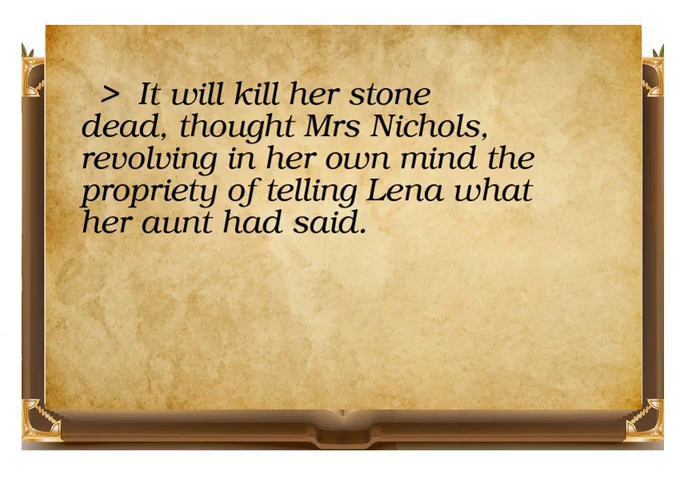 > It will kill her stone
dead, thought Mrs Nichols,
revolving in her own mind the
propriety of telling Lena what
her aunt had said.